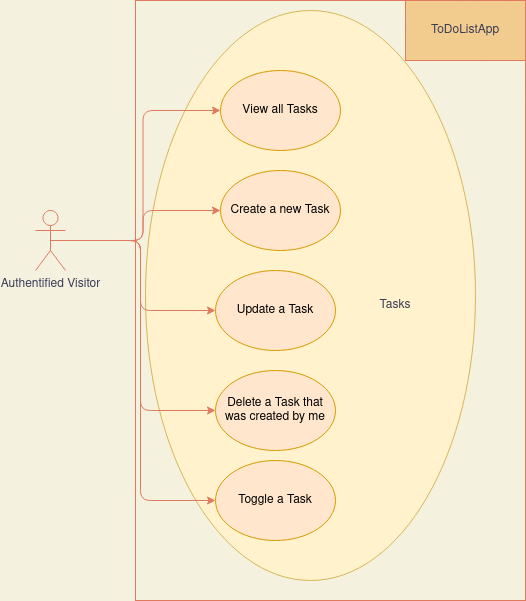 ToDoListApp
View all Tasks
Create a new Task
Authentified Visitor
Update a Task
Tasks
Delete a Task that
was created by me
Toggle a Task